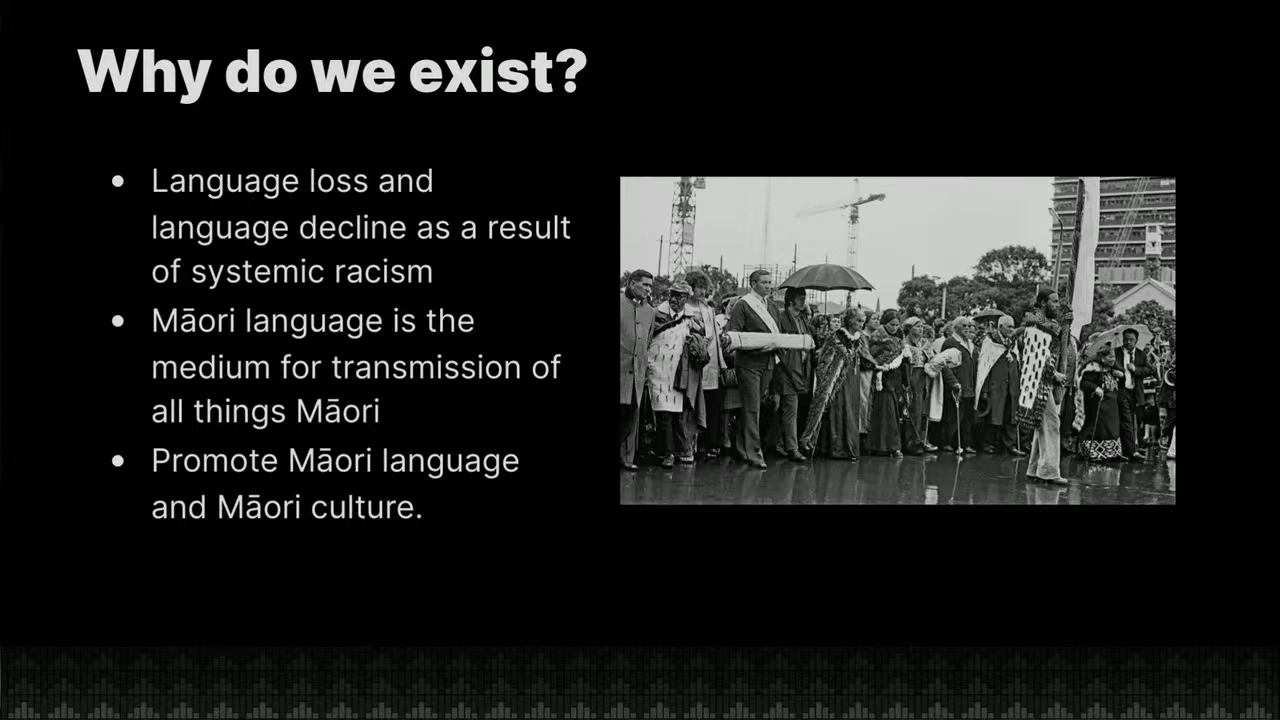 Why do we exist?
• Language loss and
language decline as a result
of systemic racism
• Māori language is the
medium for transmission of
all things Māori
• Promote Māori language
and Māori culture.